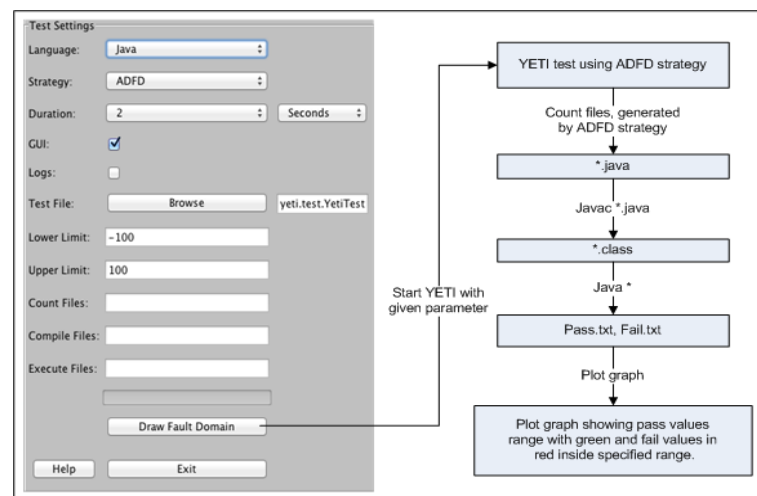 Test Settings
Language: Java
Strategy: ADFD
Duration: 2 Seconds
GUI:
Logs:
Test File: Browse yeti.test.YetiTest
Lower Limit: -100
Upper Limit: 100
Count Files:
Compile Files:
Execute Files:
Draw Fault Domain
Help Exit
Start YETI with
given parameter
YETI test using ADFD strategy
Count files, generated
by ADFD strategy
*.java
Javac *.java
*.class
Java *
Pass.txt, Fail.txt
Plot graph
Plot graph showing pass values
range with green and fail values in
red inside specified range.